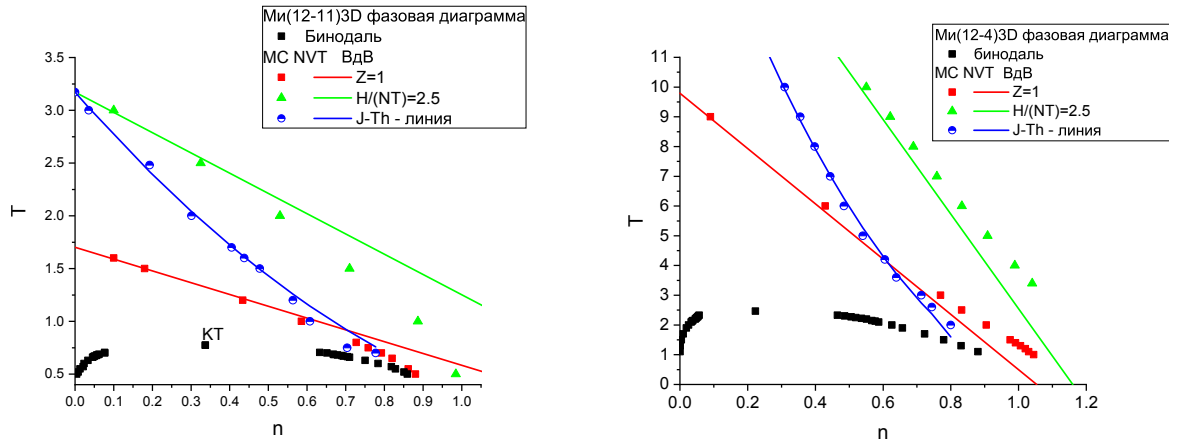 Ми(12-11)3D фазовая диаграмма
Бинодаль
MC NVT ВдВ
Z=1
H/(NT)=2.5
J-Th - линия
3.5
3.0
2.5
2.0
1.5
1.0
0.5
T
КТ
0.0 0.1 0.2 0.3 0.4 0.5 0.6 0.7 0.8 0.9 1.0
n
Ми(12-4)3D фазовая диаграмма
бинодаль
MC NVT ВдВ
Z=1
H/(NT)=2.5
J-Th - линия
11
10
9
8
7
6
5
4
3
2
1
0
T
0.0 0.2 0.4 0.6 0.8 1.0 1.2
n